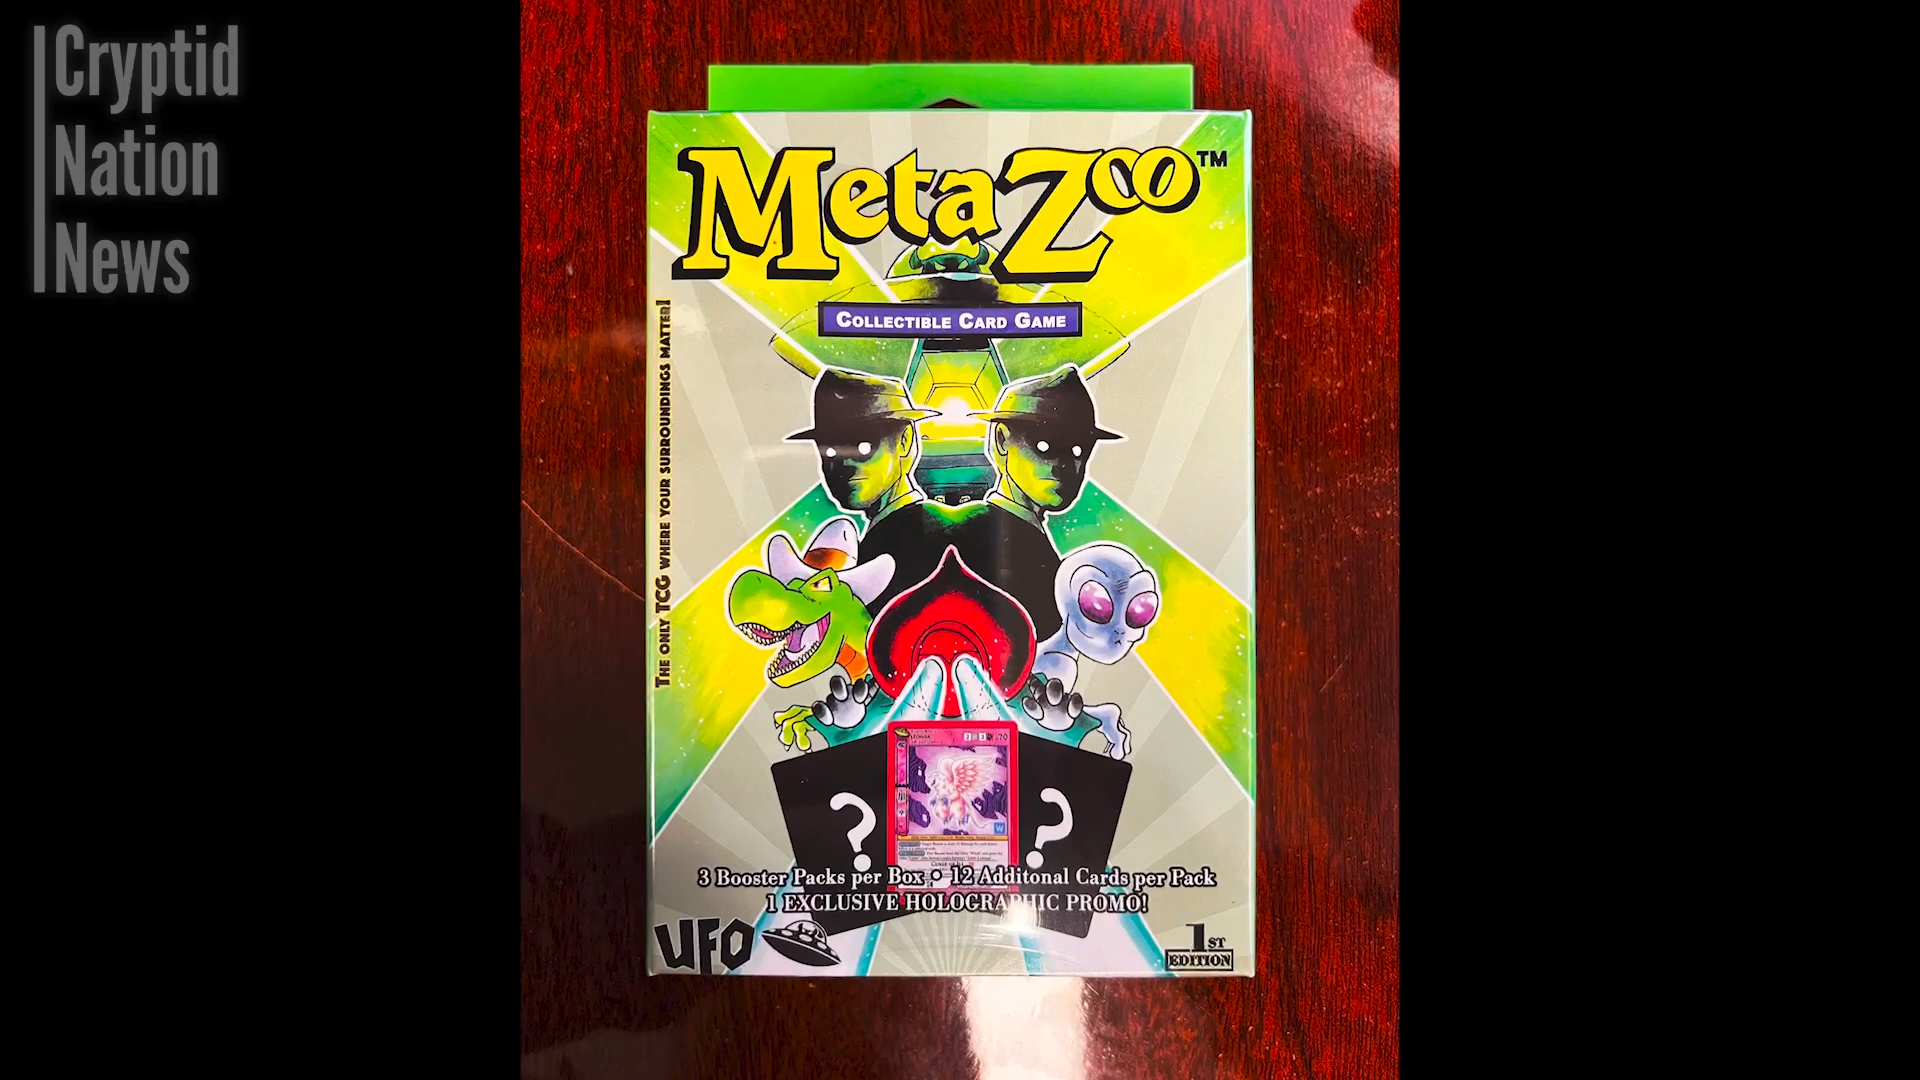 Cryptid
Nation
News
MetaZoo™
COLLECTIBLE CARD GAME
THE ONLY TCG WHERE YOUR SURROUNDINGS MATTER!
? ?
W
3 Booster Packs per Box • 12 Additonal Cards per Pack
1 EXCLUSIVE HOLOGRAPHIC PROMO!
UFO
1ST
EDITION